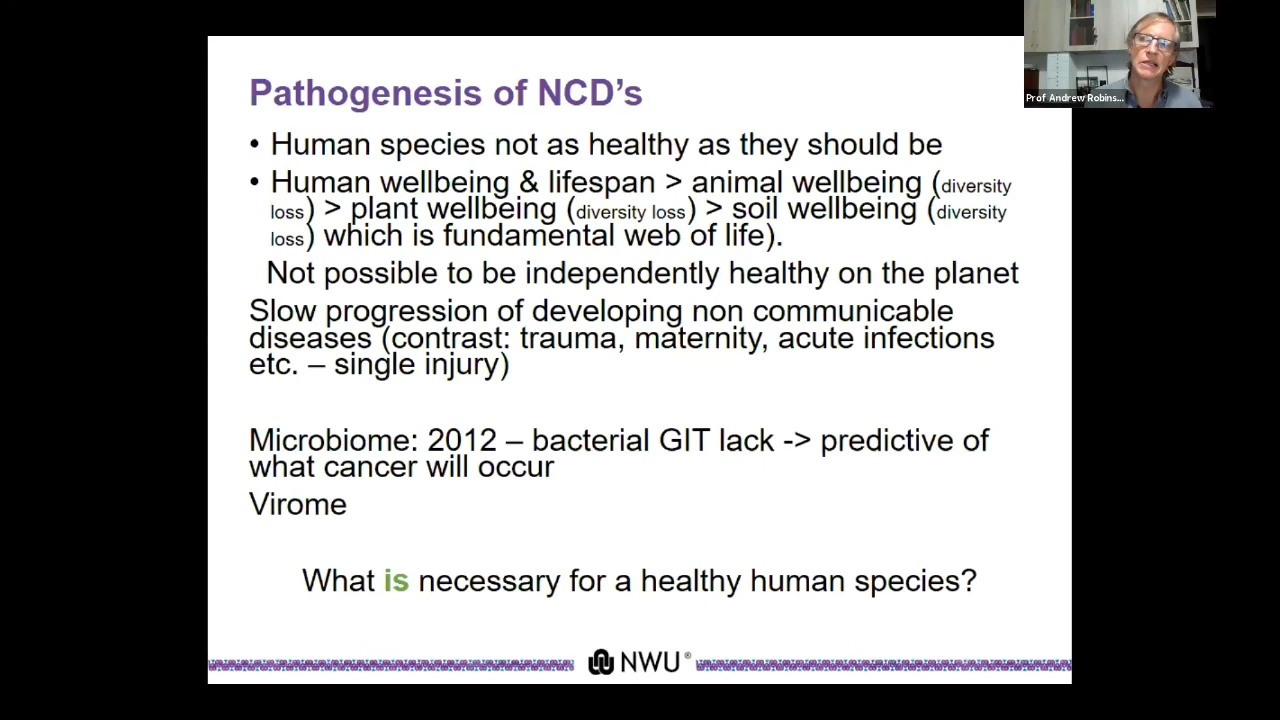 Prof Andrew Robins...
Pathogenesis of NCD’s
• Human species not as healthy as they should be
• Human wellbeing & lifespan > animal wellbeing (diversity
loss) > plant wellbeing (diversity loss) > soil wellbeing (diversity
loss) which is fundamental web of life).
Not possible to be independently healthy on the planet
Slow progression of developing non communicable
diseases (contrast: trauma, maternity, acute infections
etc. – single injury)
Microbiome: 2012 – bacterial GIT lack -> predictive of
what cancer will occur
Virome
What is necessary for a healthy human species?
NWU®